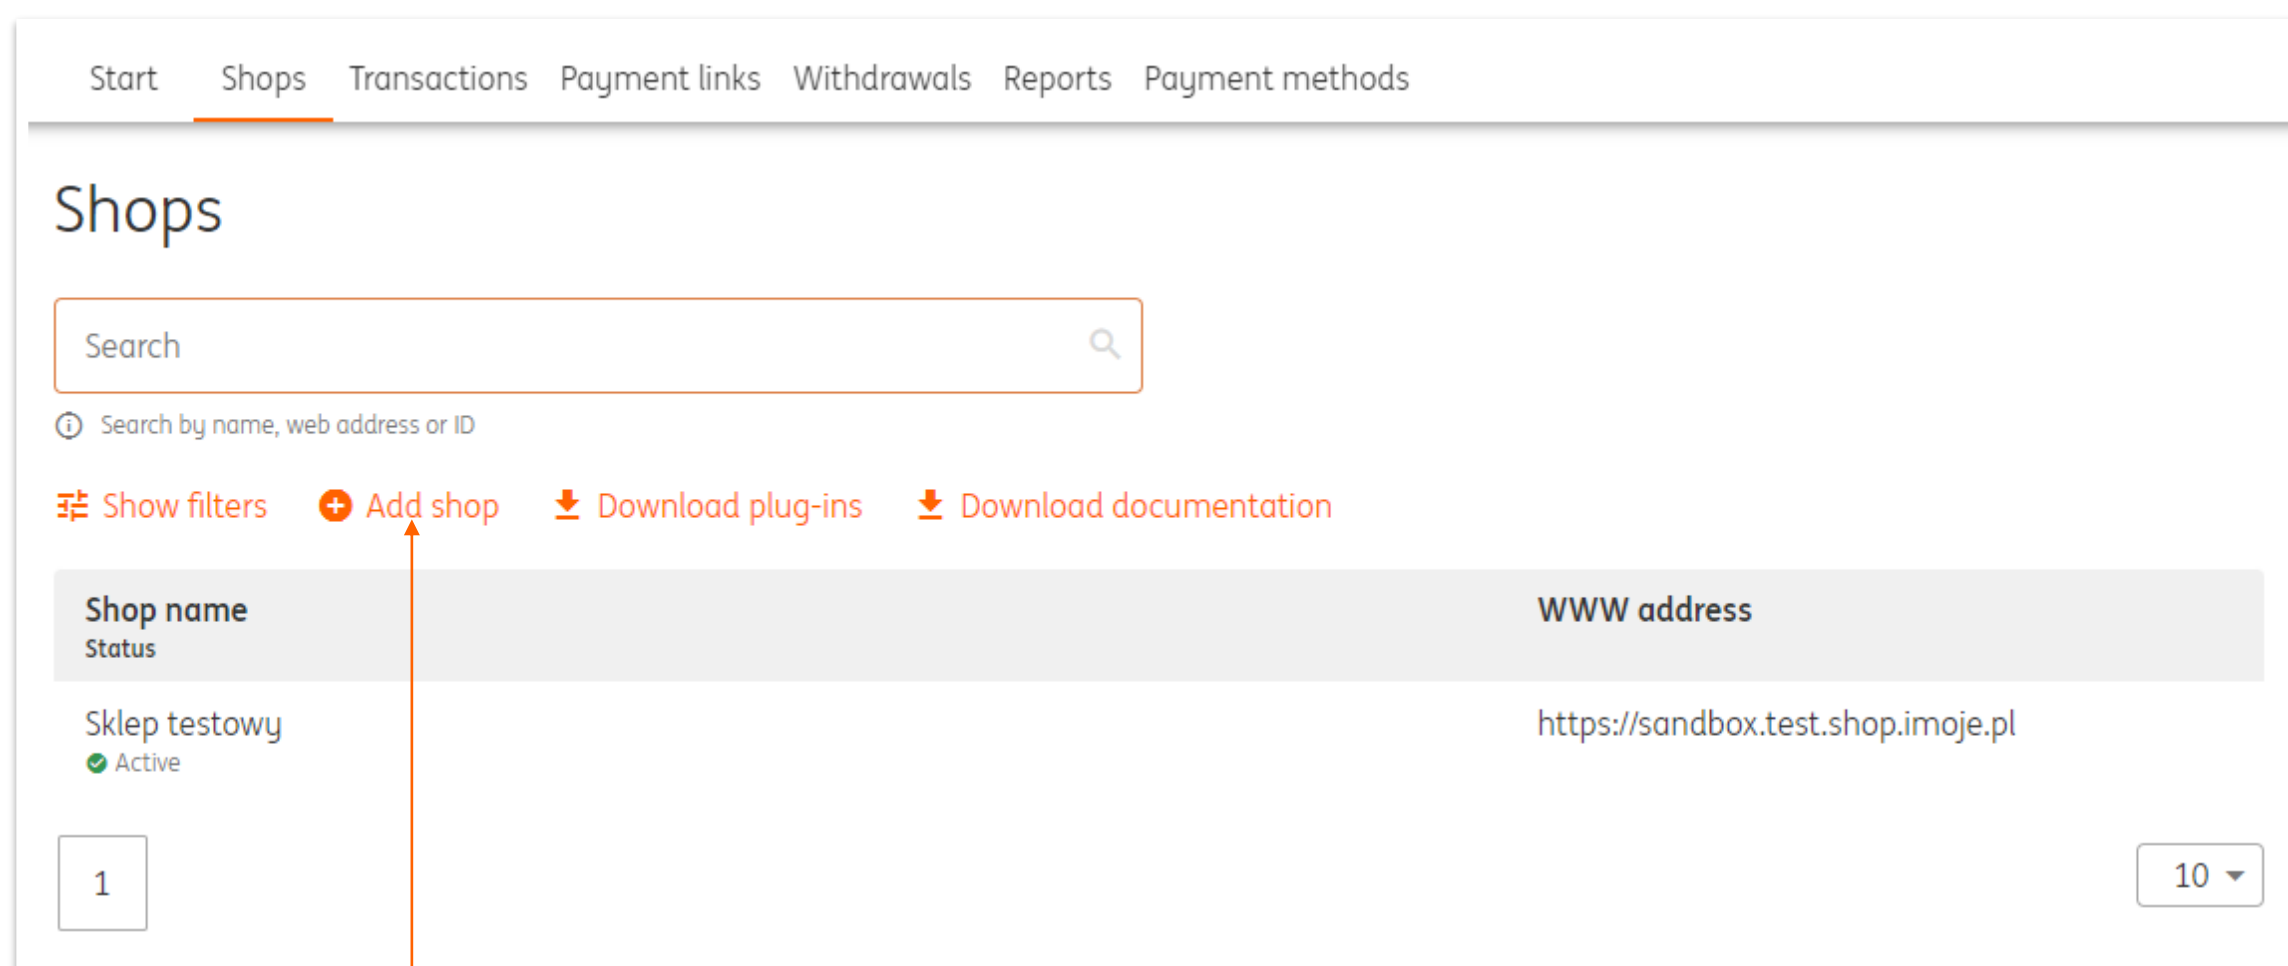 Start Shops Transactions Payment links Withdrawals Reports Payment methods
Shops
Search
Search by name, web address or ID
Show filters Add shop Download plug-ins Download documentation
Shop name WWW address
Status
Sklep testowy https://sandbox.test.shop.imoje.pl
Active
1 10